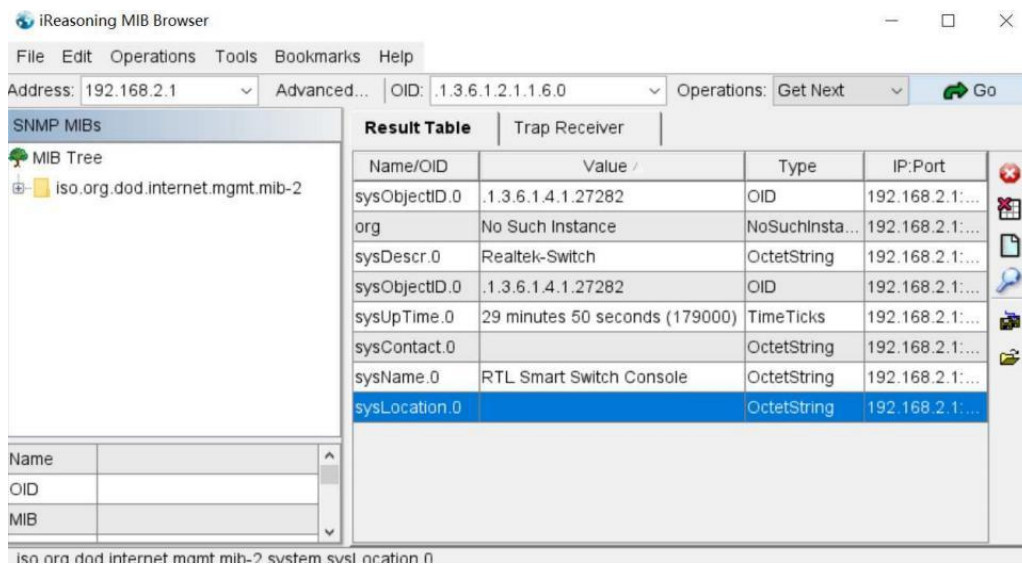 iReasoning MIB Browser
File Edit Operations Tools Bookmarks Help
Address: 192.168.2.1 Advanced... OID: .1.3.6.1.2.1.1.6.0 Operations: Get Next Go
SNMP MIBs
MIB Tree
iso.org.dod.internet.mgmt.mib-2
Name
OID
MIB
Result Table Trap Receiver
Name/OID Value Type IP:Port
sysObjectID.0 .1.3.6.1.4.1.27282 OID 192.168.2.1:...
org No Such Instance NoSuchInsta... 192.168.2.1:...
sysDescr.0 Realtek-Switch OctetString 192.168.2.1:...
sysObjectID.0 .1.3.6.1.4.1.27282 OID 192.168.2.1:...
sysUpTime.0 29 minutes 50 seconds (179000) TimeTicks 192.168.2.1:...
sysContact.0 OctetString 192.168.2.1:...
sysName.0 RTL Smart Switch Console OctetString 192.168.2.1:...
sysLocation.0 OctetString 192.168.2.1:...
iso.org.dod.internet.mgmt.mib-2.system.sysLocation.0